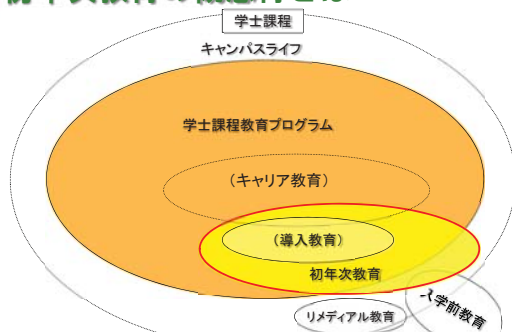 学士課程
キャンパスライフ
学士課程教育プログラム
(キャリア教育)
(導入教育)
初年次教育
リメディアル教育
学前教育